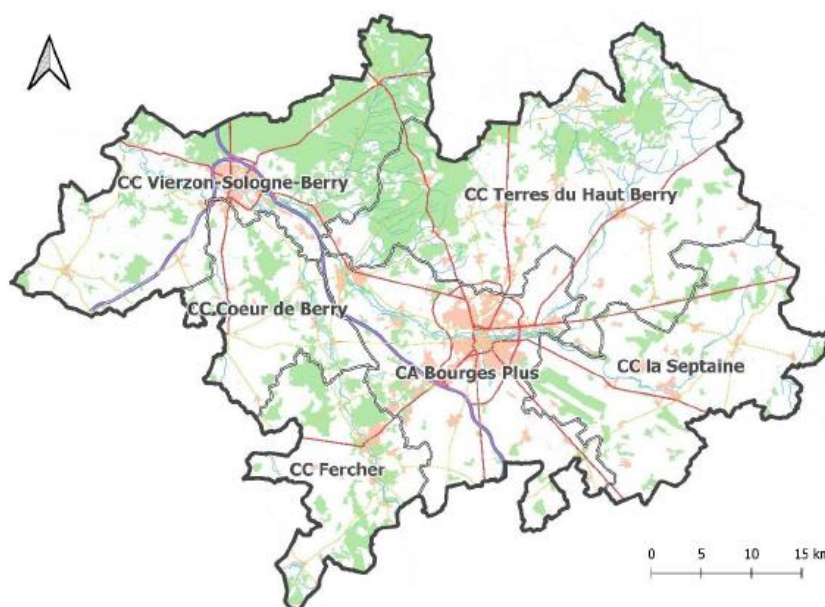 CC Vierzon-Sologne-Berry
CC Terres du Haut Berry
CC Coeur de Berry
CC la Septaine
CA Bourges Plus
CC Fercher
0 5 10 15 km